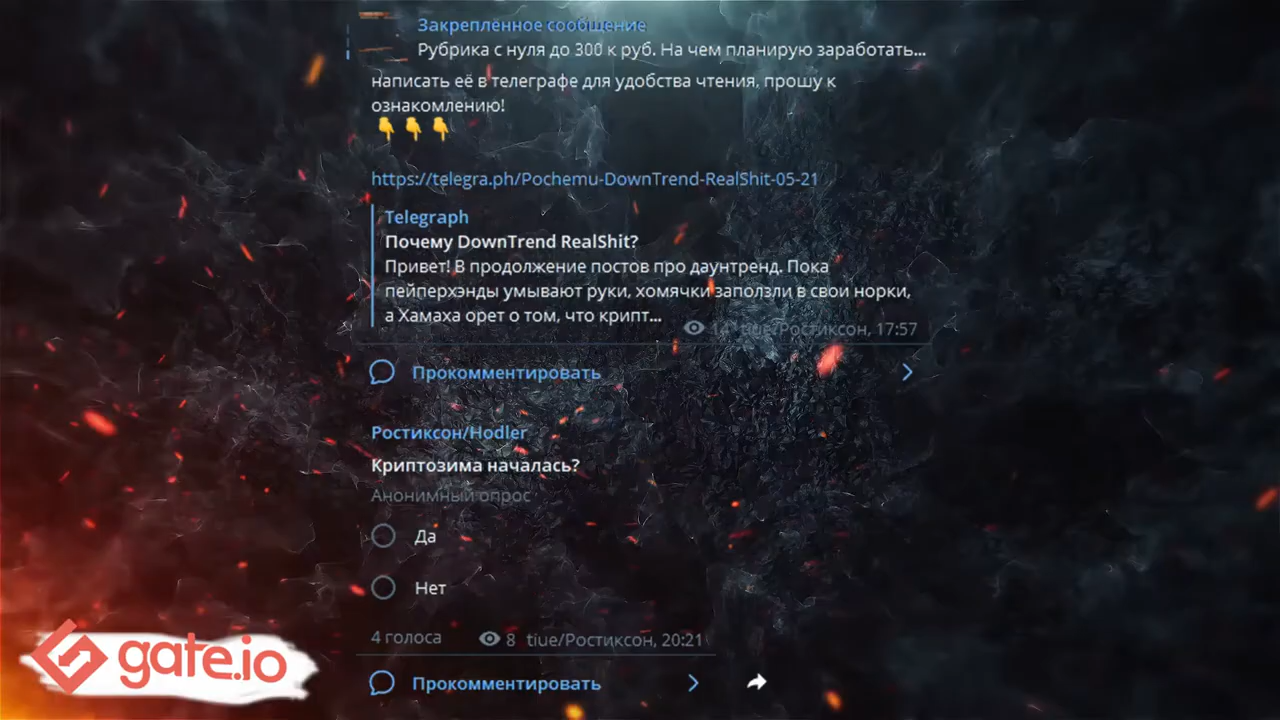 Закрепленное сообщение
Рубрика с нуля до 300 к руб. На чем планирую заработать...
написать её в телеграфе для удобства чтения, прошу к
ознакомлению!
https://telegra.ph/Pochemu-DownTrend-RealShit-05-21
Telegraph
Почему DownTrend RealShit?
Привет! В продолжение постов про даунтренд. Пока
пейперхэнды умывают руки, хомячки заползли в свои норки,
а Хамаха орет о том, что крипт...
14 tiue/Ростиксон, 17:57
Прокомментировать
Ростиксон/Hodler
Криптозима началась?
Анонимный опрос
Да
Нет
4 голоса 8 tiue/Ростиксон, 20:21
Прокомментировать
gate.io